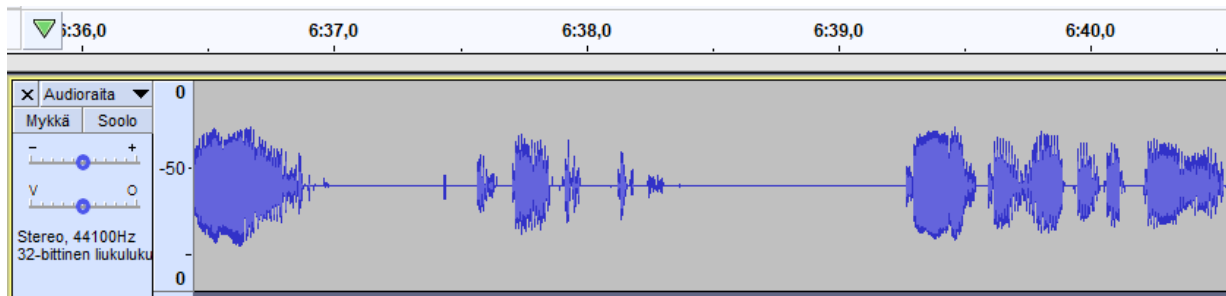 6:36,0 6:37,0 6:38,0 6:39,0 6:40,0
X Audioraita 0
Mykkä Soolo
- +
-50
V O
Stereo, 44100Hz
32-bittinen liukuluku
0